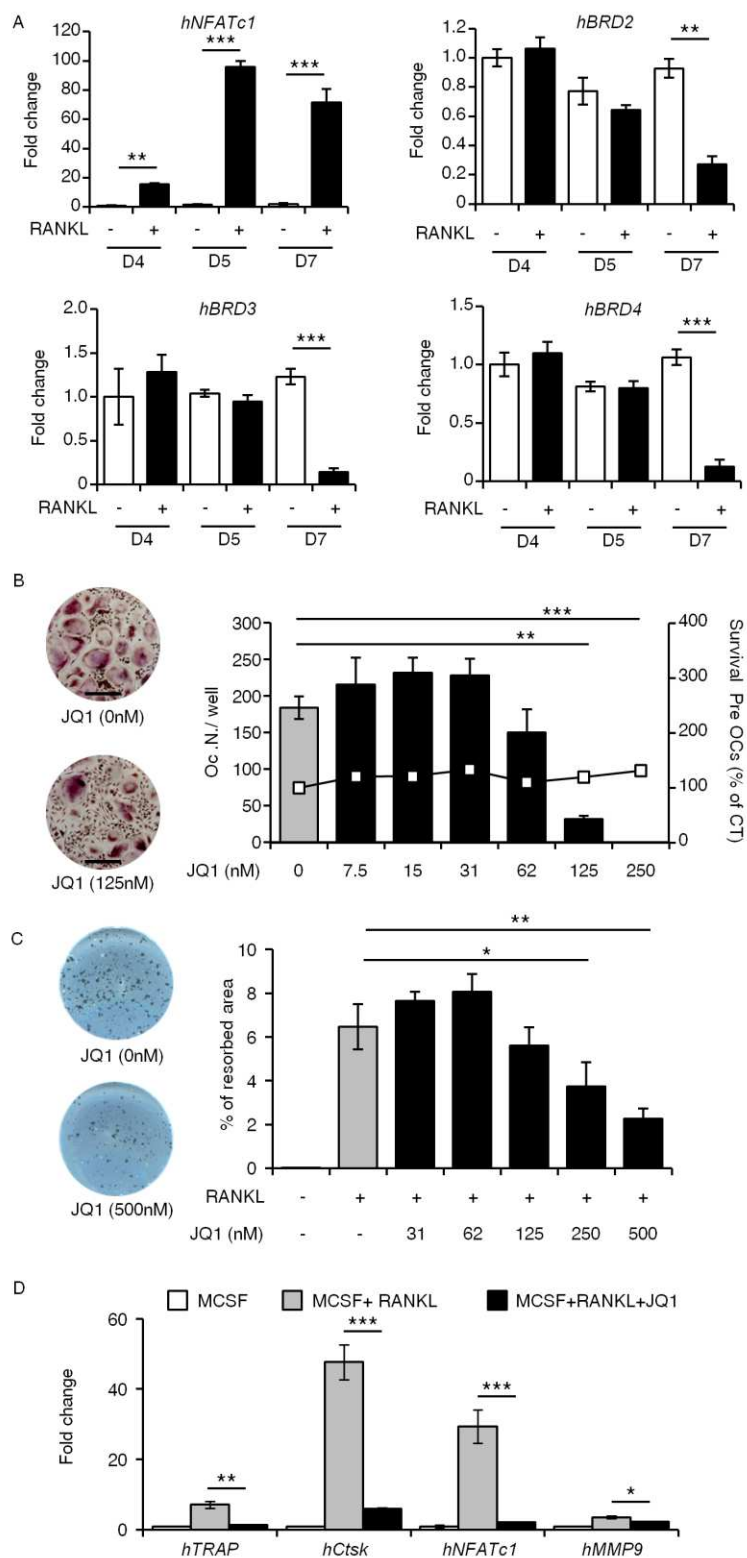 A
hNFATc1
Fold change
120
100
80
60
40
20
0
***
***
**
RANKL - + - + - +
D4 D5 D7
hBRD2
Fold change
1.2
1.0
0.8
0.6
0.4
0.2
0
**
RANKL - + - + - +
D4 D5 D7
hBRD3
Fold change
2.0
1.5
1.0
0.5
0
***
RANKL - + - + - +
D4 D5 D7
hBRD4
Fold change
1.5
1.0
0.5
0
***
RANKL - + - + - +
D4 D5 D7
B
JQ1 (0nM)
JQ1 (125nM)
Oc .N./ well
300
250
200
150
100
50
0
***
**
400
300
200
100
0
Survival Pre OCs (% of CT)
JQ1 (nM) 0 7.5 15 31 62 125 250
C
JQ1 (0nM)
JQ1 (500nM)
% of resorbed area
10
8
6
4
2
0
**
*
RANKL - + + + + + +
JQ1 (nM) - - 31 62 125 250 500
D
MCSF MCSF+ RANKL MCSF+RANKL+JQ1
Fold change
60
40
20
0
**
***
***
*
hTRAP hCtsk hNFATc1 hMMP9